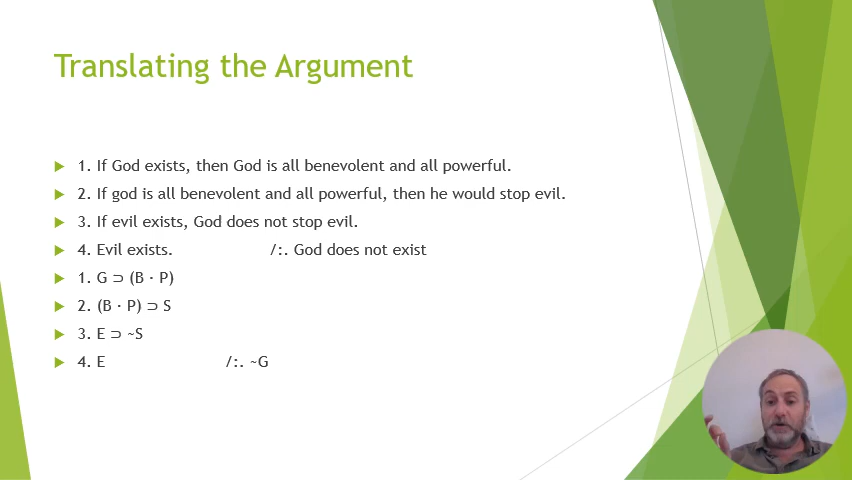 Translating the Argument
1. If God exists, then God is all benevolent and all powerful.
2. If god is all benevolent and all powerful, then he would stop evil.
3. If evil exists, God does not stop evil.
4. Evil exists. /:. God does not exist
1. G ⊃ (B · P)
2. (B · P) ⊃ S
3. E ⊃ ~S
4. E /:. ~G